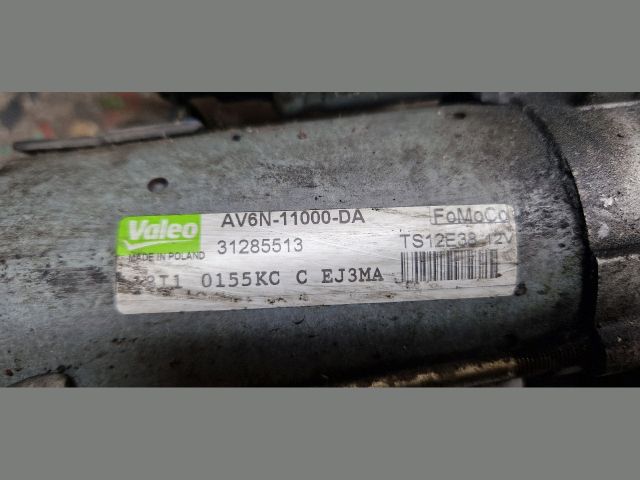 Valeo
MADE IN POLAND
AV6N-11000-DA FoMoCo
31285513 TS12E38 12V
0155KC C EJ3MA